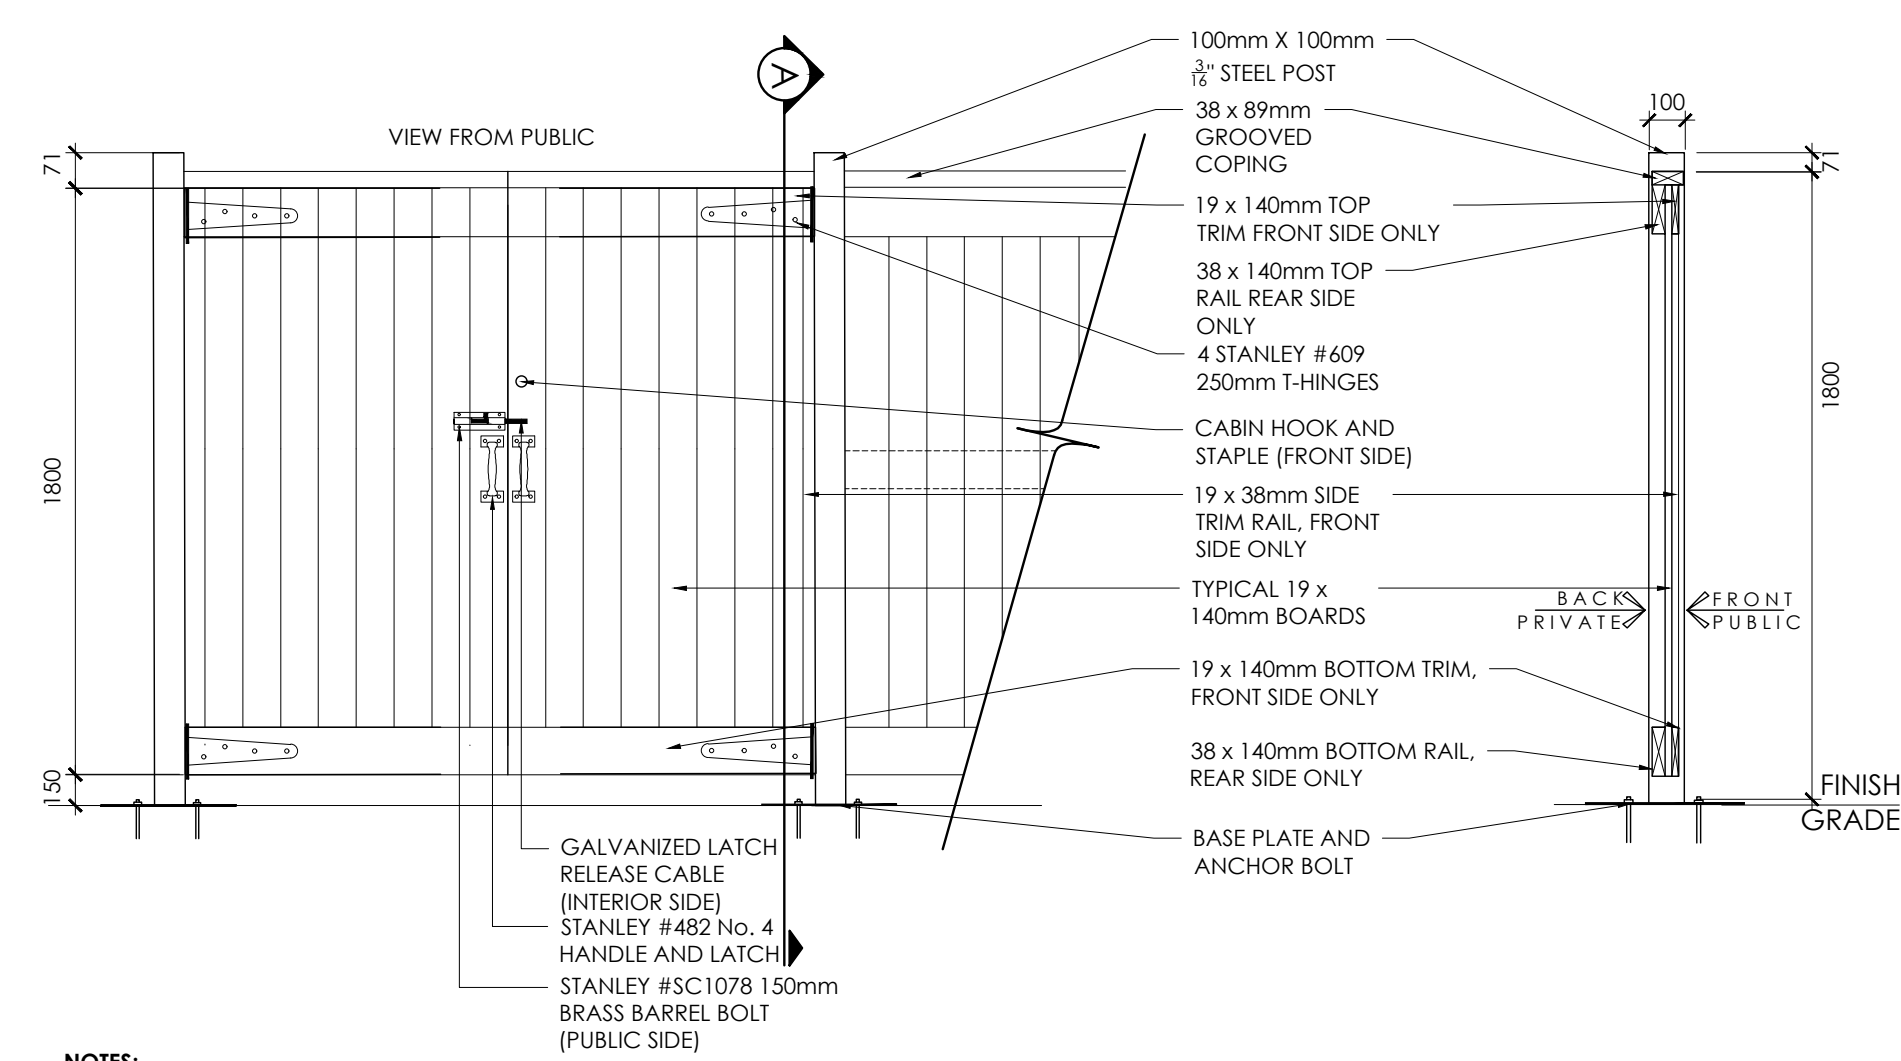 VIEW FROM PUBLIC
A
71
1800
150
100mm X 100mm
3/16" STEEL POST
38 x 89mm
GROOVED
COPING
19 x 140mm TOP
TRIM FRONT SIDE ONLY
38 x 140mm TOP
RAIL REAR SIDE
ONLY
4 STANLEY #609
250mm T-HINGES
CABIN HOOK AND
STAPLE (FRONT SIDE)
19 x 38mm SIDE
TRIM RAIL, FRONT
SIDE ONLY
TYPICAL 19 x
140mm BOARDS
19 x 140mm BOTTOM TRIM,
FRONT SIDE ONLY
38 x 140mm BOTTOM RAIL,
REAR SIDE ONLY
BASE PLATE AND
ANCHOR BOLT
100
71
1800
BACK
PRIVATE
FRONT
PUBLIC
FINISH
GRADE
GALVANIZED LATCH
RELEASE CABLE
(INTERIOR SIDE)
STANLEY #482 No. 4
HANDLE AND LATCH
STANLEY #SC1078 150mm
BRASS BARREL BOLT
(PUBLIC SIDE)
NOTES: